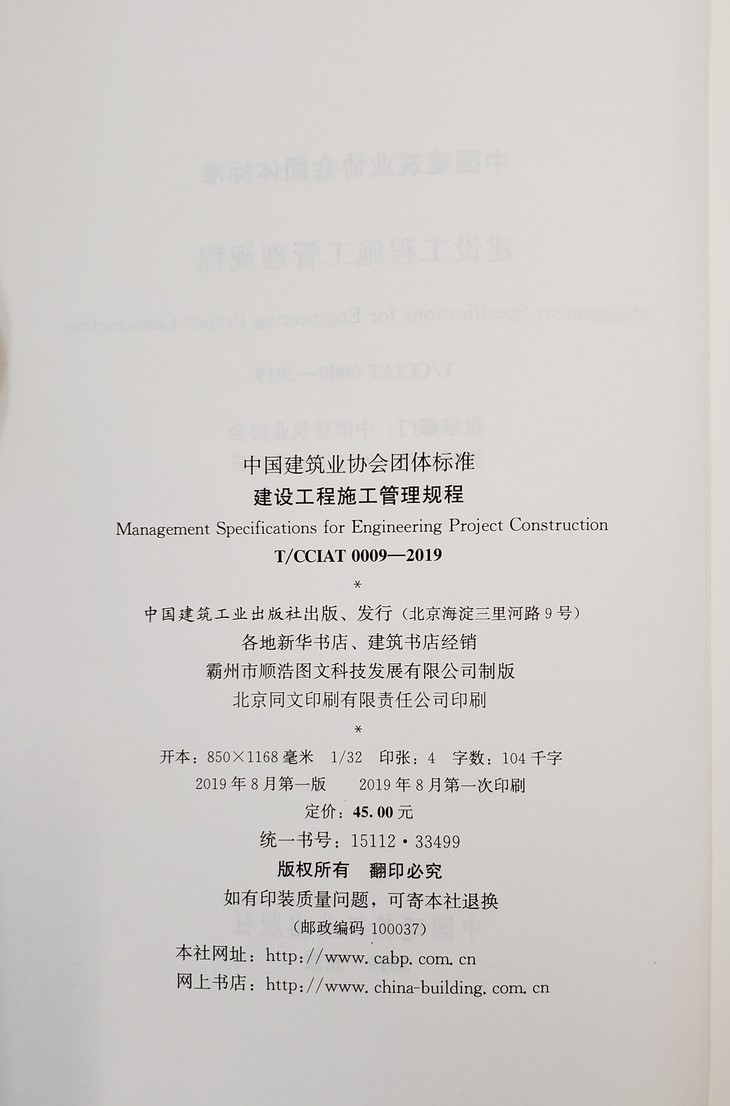 中国建筑业协会团体标准
建设工程施工管理规程
Management Specifications for Engineering Project Construction
T/CCIAT 0009—2019
*
中国建筑工业出版社出版、发行（北京海淀三里河路9号）
各地新华书店、建筑书店经销
霸州市顺浩图文科技发展有限公司制版
北京同文印刷有限责任公司印刷
*
开本：850×1168毫米 1/32 印张：4 字数：104千字
2019年8月第一版 2019年8月第一次印刷
定价：45.00元
统一书号：15112·33499
版权所有 翻印必究
如有印装质量问题，可寄本社退换
（邮政编码 100037）
本社网址：http://www.cabp.com.cn
网上书店：http://www.china-building.com.cn